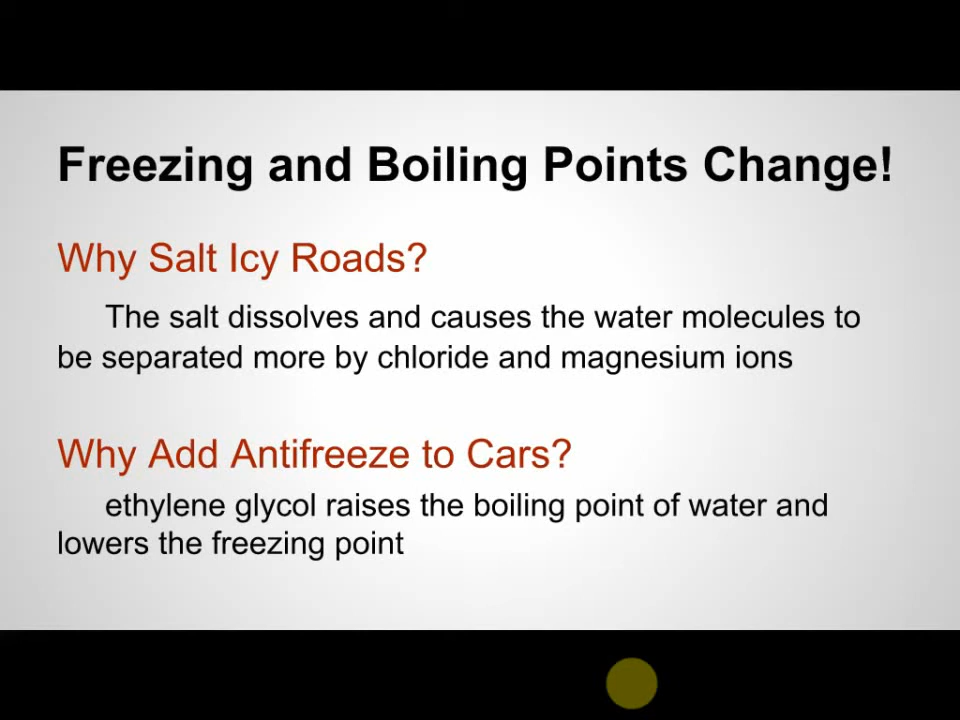 Freezing and Boiling Points Change!
Why Salt Icy Roads?
The salt dissolves and causes the water molecules to
be separated more by chloride and magnesium ions
Why Add Antifreeze to Cars?
ethylene glycol raises the boiling point of water and
lowers the freezing point